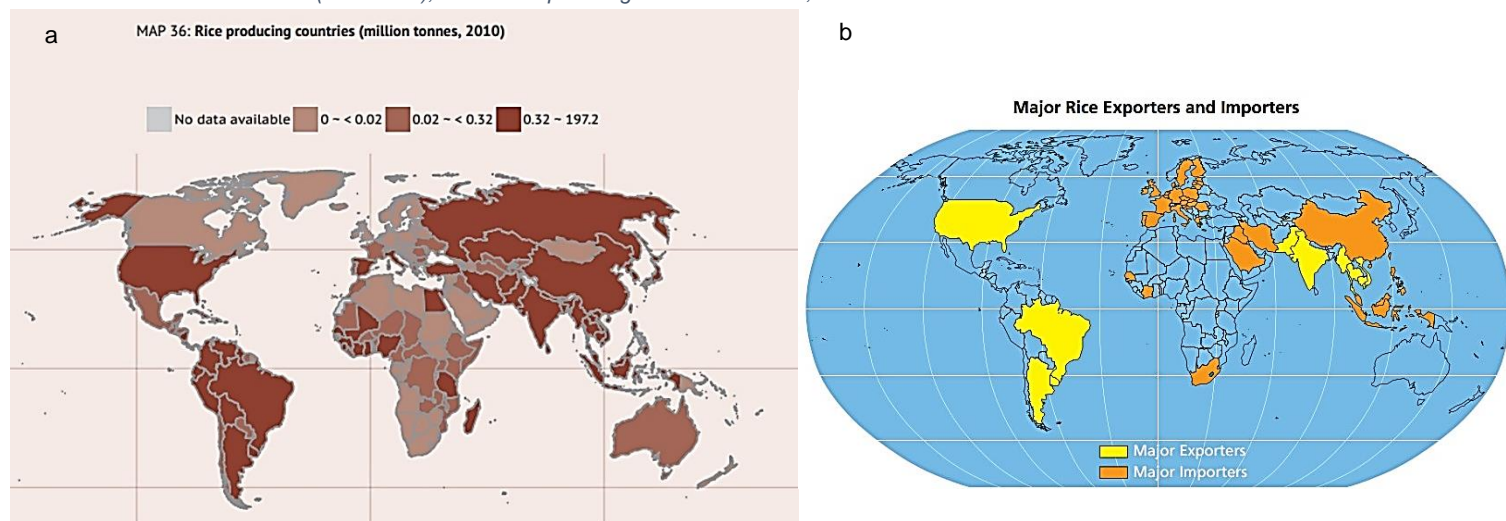 a
MAP 36: Rice producing countries (million tonnes, 2010)
No data available 0 ~ < 0.02 0.02 ~ < 0.32 0.32 ~ 197.2
b
Major Rice Exporters and Importers
Major Exporters
Major Importers